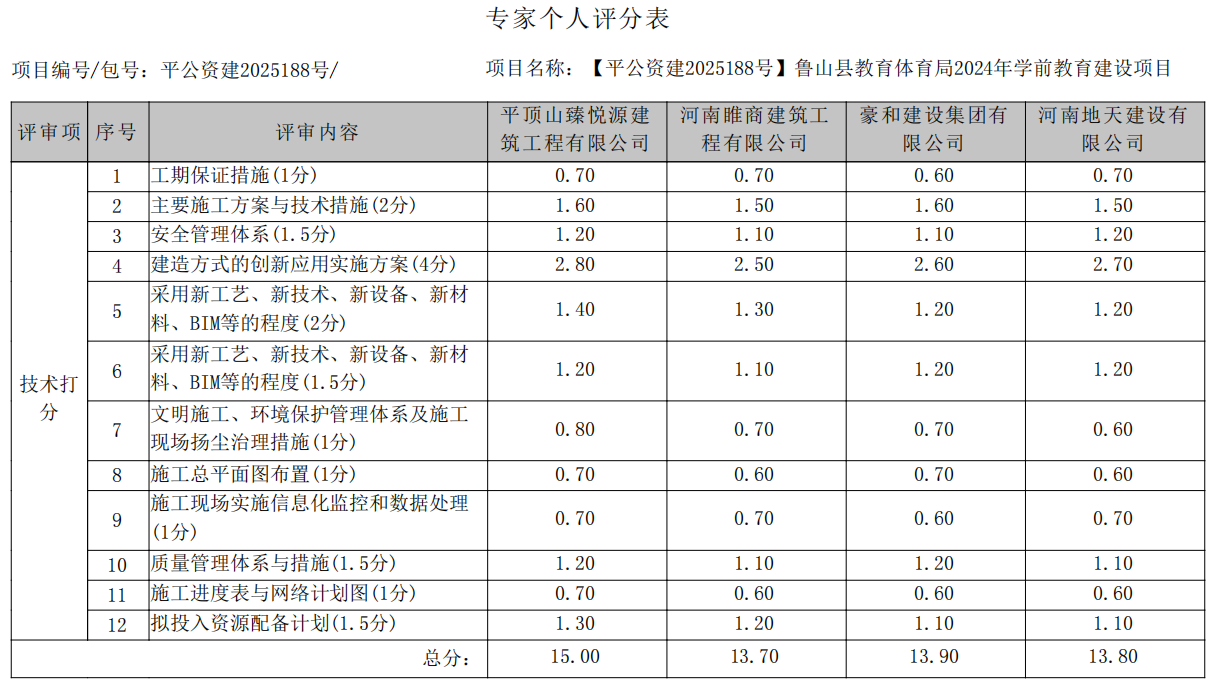 专家个人评分表
项目编号/包号：平公资建2025188号/ 项目名称：【平公资建2025188号】鲁山县教育体育局2024年学前教育建设项目
评审项 序号 评审内容 平顶山臻悦源建筑工程有限公司 河南睢商建筑工程有限公司 豪和建设集团有限公司 河南地天建设有限公司
技术打分
1 工期保证措施(1分) 0.70 0.70 0.60 0.70
2 主要施工方案与技术措施(2分) 1.60 1.50 1.60 1.50
3 安全管理体系(1.5分) 1.20 1.10 1.10 1.20
4 建造方式的创新应用实施方案(4分) 2.80 2.50 2.60 2.70
5 采用新工艺、新技术、新设备、新材料、BIM等的程度(2分) 1.40 1.30 1.20 1.20
6 采用新工艺、新技术、新设备、新材料、BIM等的程度(1.5分) 1.20 1.10 1.20 1.20
7 文明施工、环境保护管理体系及施工现场扬尘治理措施(1分) 0.80 0.70 0.70 0.60
8 施工总平面图布置(1分) 0.70 0.60 0.70 0.60
9 施工现场实施信息化监控和数据处理(1分) 0.70 0.70 0.60 0.70
10 质量管理体系与措施(1.5分) 1.20 1.10 1.20 1.10
11 施工进度表与网络计划图(1分) 0.70 0.60 0.60 0.60
12 拟投入资源配备计划(1.5分) 1.30 1.20 1.10 1.10
总分： 15.00 13.70 13.90 13.80